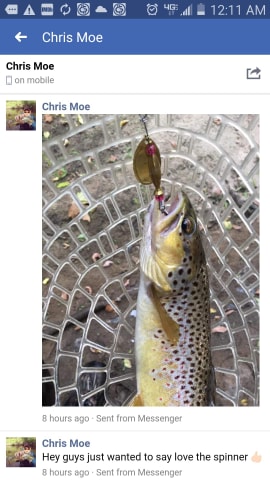 4G
12:11 AM
Chris Moe
Chris Moe
on mobile
Chris Moe
8 hours ago · Sent from Messenger
Chris Moe
Hey guys just wanted to say love the spinner 👍🏻
8 hours ago · Sent from Messenger